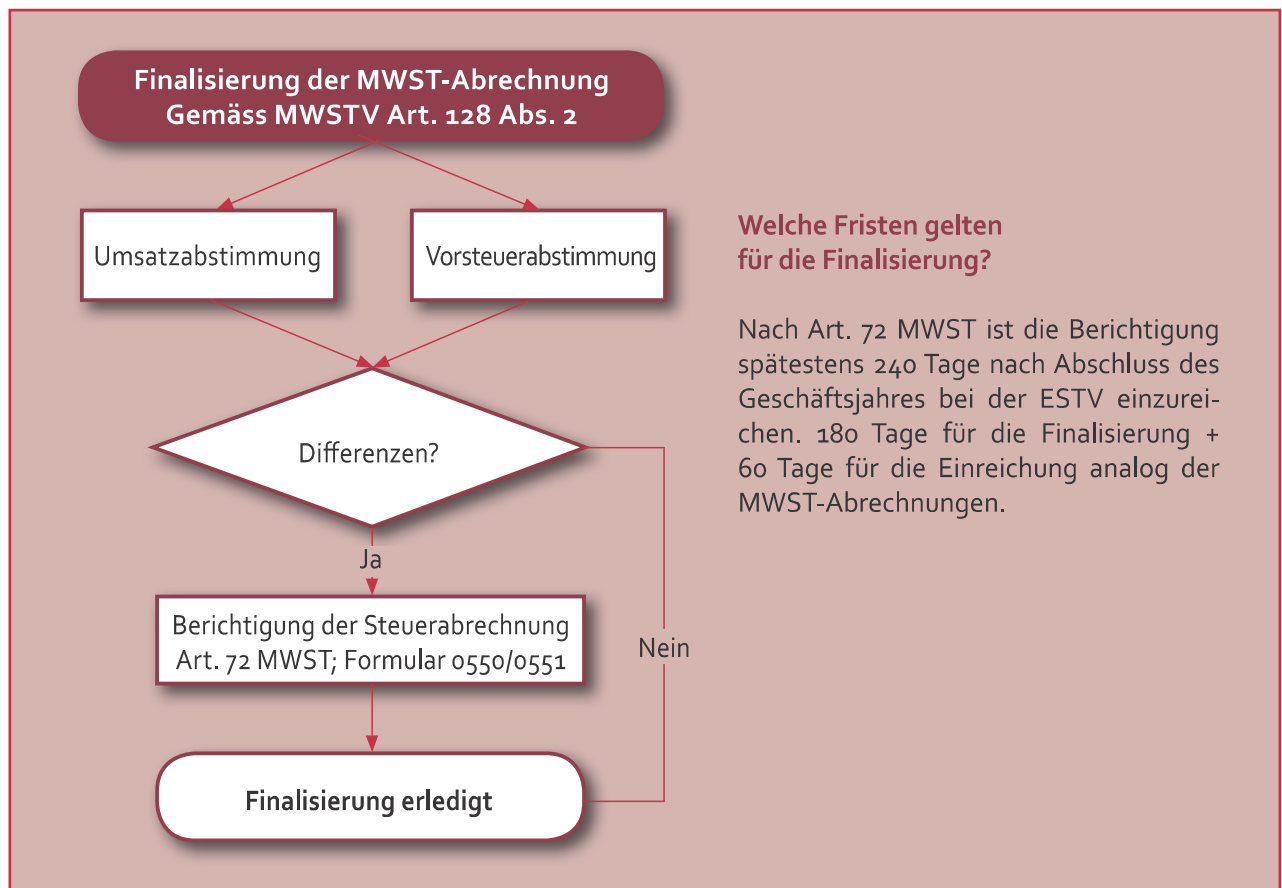 Finalisierung der MWST-Abrechnung
Gemäss MWSTV Art. 128 Abs. 2
Umsatzabstimmung
Vorsteuerabstimmung
Differenzen?
Ja
Berichtigung der Steuerabrechnung
Art. 72 MWST; Formular 0550/0551
Nein
Finalisierung erledigt
Welche Fristen gelten
für die Finalisierung?
Nach Art. 72 MWST ist die Berichtigung
spätestens 240 Tage nach Abschluss des
Geschäftsjahres bei der ESTV einzurei-
chen. 180 Tage für die Finalisierung +
60 Tage für die Einreichung analog der
MWST-Abrechnungen.